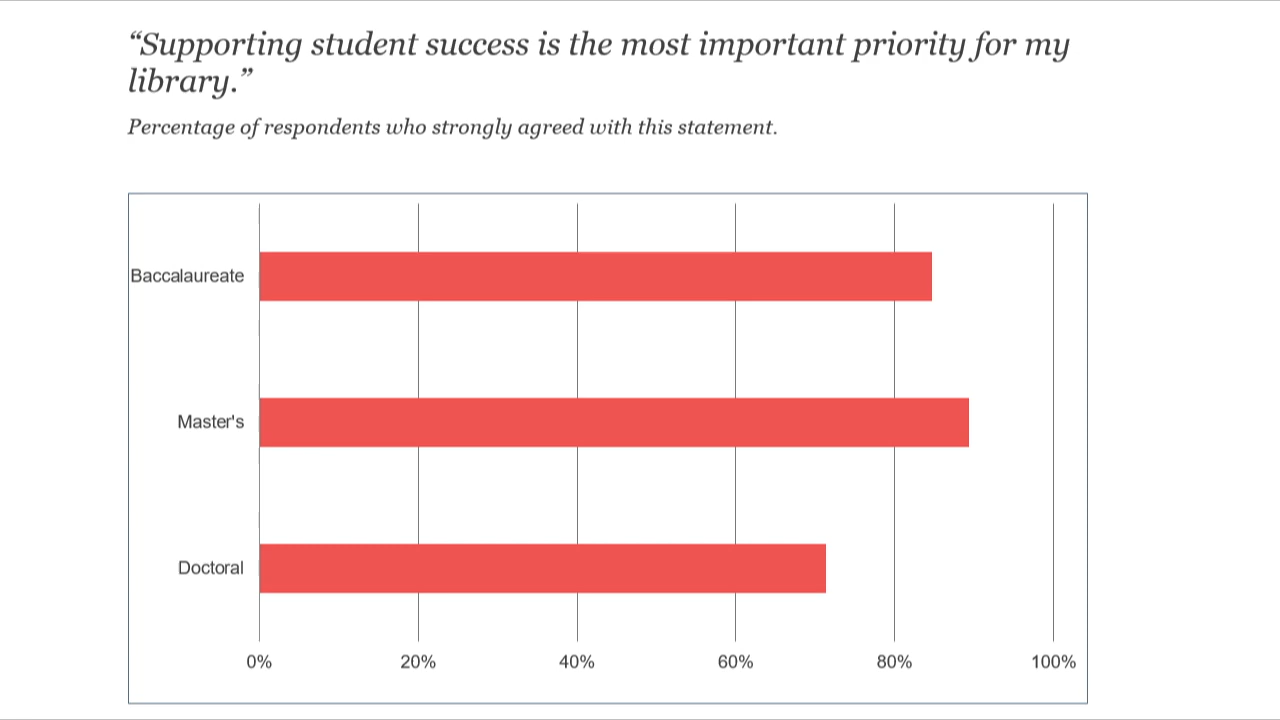 “Supporting student success is the most important priority for my
library.”
Percentage of respondents who strongly agreed with this statement.
Baccalaureate
Master's
Doctoral
0% 20% 40% 60% 80% 100%